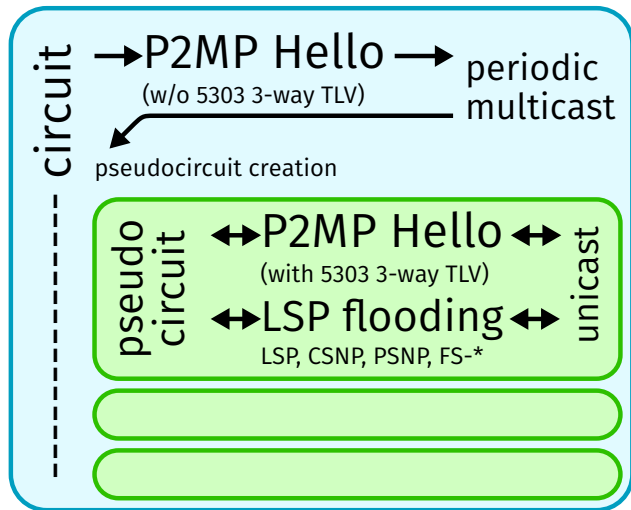 circuit
P2MP Hello
(w/o 5303 3-way TLV)
periodic
multicast
pseudocircuit creation
pseudo
circuit
P2MP Hello
(with 5303 3-way TLV)
LSP flooding
LSP, CSNP, PSNP, FS-*
unicast